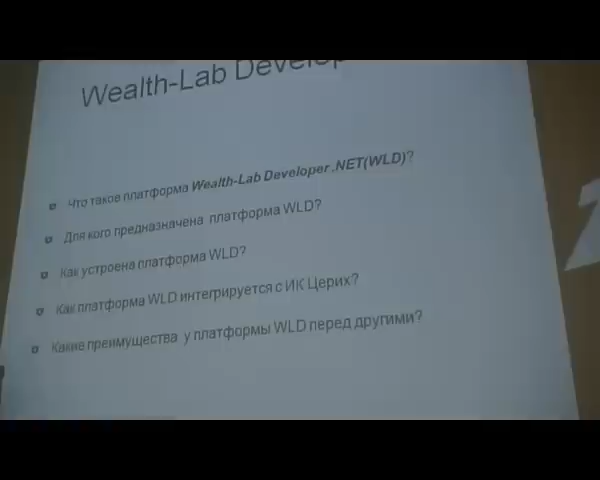 Wealth-Lab Develop
Что такое платформа Wealth-Lab Developer .NET(WLD)?
Для кого предназначена платформа WLD?
Как устроена платформа WLD?
Как платформа WLD интегрируется с ИК Церих?
Какие преимущества у платформы WLD перед другими?